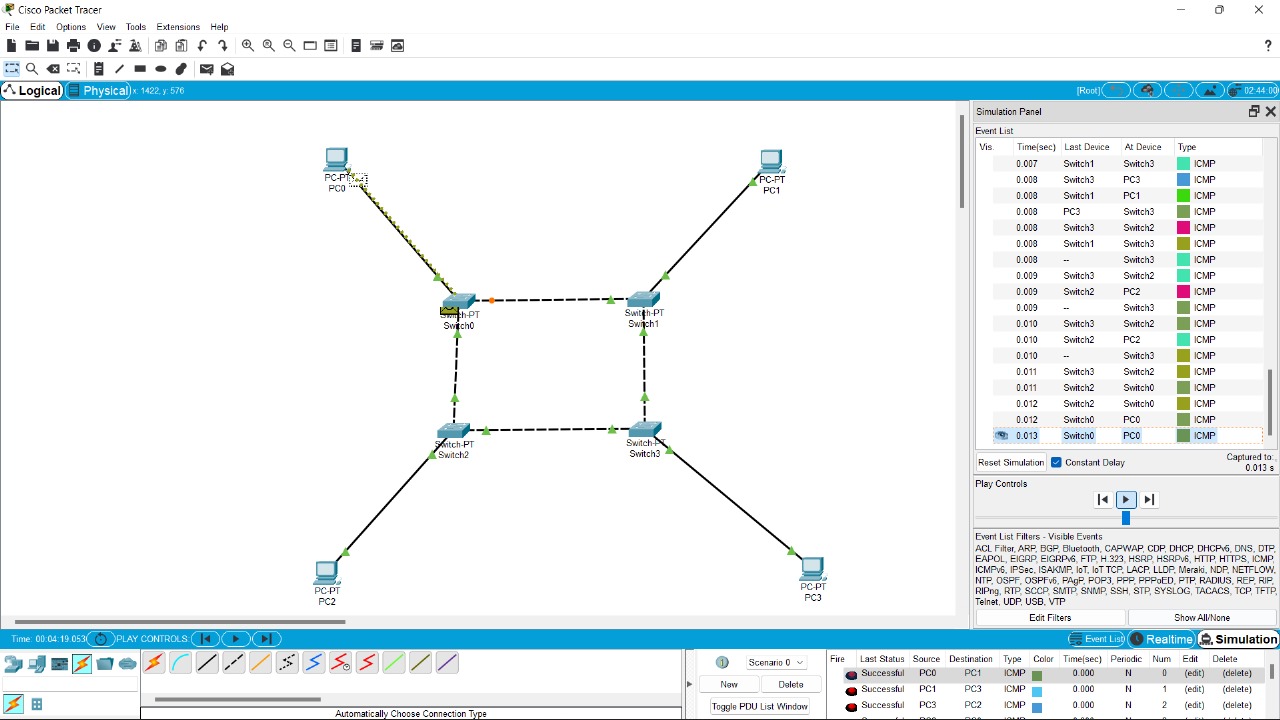 Cisco Packet Tracer
File Edit Options View Tools Extensions Help
Logical Physical x: 1422, y: 576 [Root] 02:44:00
PC-PT
PC0
PC-PT
PC1
Switch-PT
Switch0
Switch-PT
Switch1
Switch-PT
Switch2
Switch-PT
Switch3
PC-PT
PC2
PC-PT
PC3
Simulation Panel
Event List
Vis. Time(sec) Last Device At Device Type
0.007 Switch1 Switch3 ICMP
0.008 Switch3 PC3 ICMP
0.008 Switch1 PC1 ICMP
0.008 PC3 Switch3 ICMP
0.008 Switch3 Switch2 ICMP
0.008 Switch1 Switch3 ICMP
0.008 -- Switch3 ICMP
0.009 Switch3 Switch2 ICMP
0.009 Switch2 PC2 ICMP
0.009 -- Switch3 ICMP
0.010 Switch3 Switch2 ICMP
0.010 Switch2 PC2 ICMP
0.010 -- Switch3 ICMP
0.011 Switch3 Switch2 ICMP
0.011 Switch2 Switch0 ICMP
0.012 Switch2 Switch0 ICMP
0.012 Switch0 PC0 ICMP
0.013 Switch0 PC0 ICMP
Reset Simulation Constant Delay Captured to:
0.013 s
Play Controls
Event List Filters - Visible Events
ACL Filter, ARP, BGP, Bluetooth, CAPWAP, CDP, DHCP, DHCPv6, DNS, DTP,
EAPOL, EIGRP, EIGRPv6, FTP, H.323, HSRP, HSRPv6, HTTP, HTTPS, ICMP,
ICMPv6, IPSec, ISAKMP, IoT, IoT TCP, LACP, LLDP, Meraki, NDP, NETFLOW,
NTP, OSPF, OSPFv6, PAgP, POP3, PPP, PPPoED, PTP, RADIUS, REP, RIP,
RIPng, RTP, SCCP, SMTP, SNMP, SSH, STP, SYSLOG, TACACS, TCP, TFTP,
Telnet, UDP, USB, VTP
Edit Filters Show All/None
Time: 00:04:19.053 PLAY CONTROLS: Event List Realtime Simulation
Automatically Choose Connection Type
Scenario 0
New Delete
Toggle PDU List Window
Fire Last Status Source Destination Type Color Time(sec) Periodic Num Edit Delete
Successful PC0 PC1 ICMP 0.000 N 0 (edit) (delete)
Successful PC1 PC3 ICMP 0.000 N 1 (edit) (delete)
Successful PC3 PC2 ICMP 0.000 N 2 (edit) (delete)